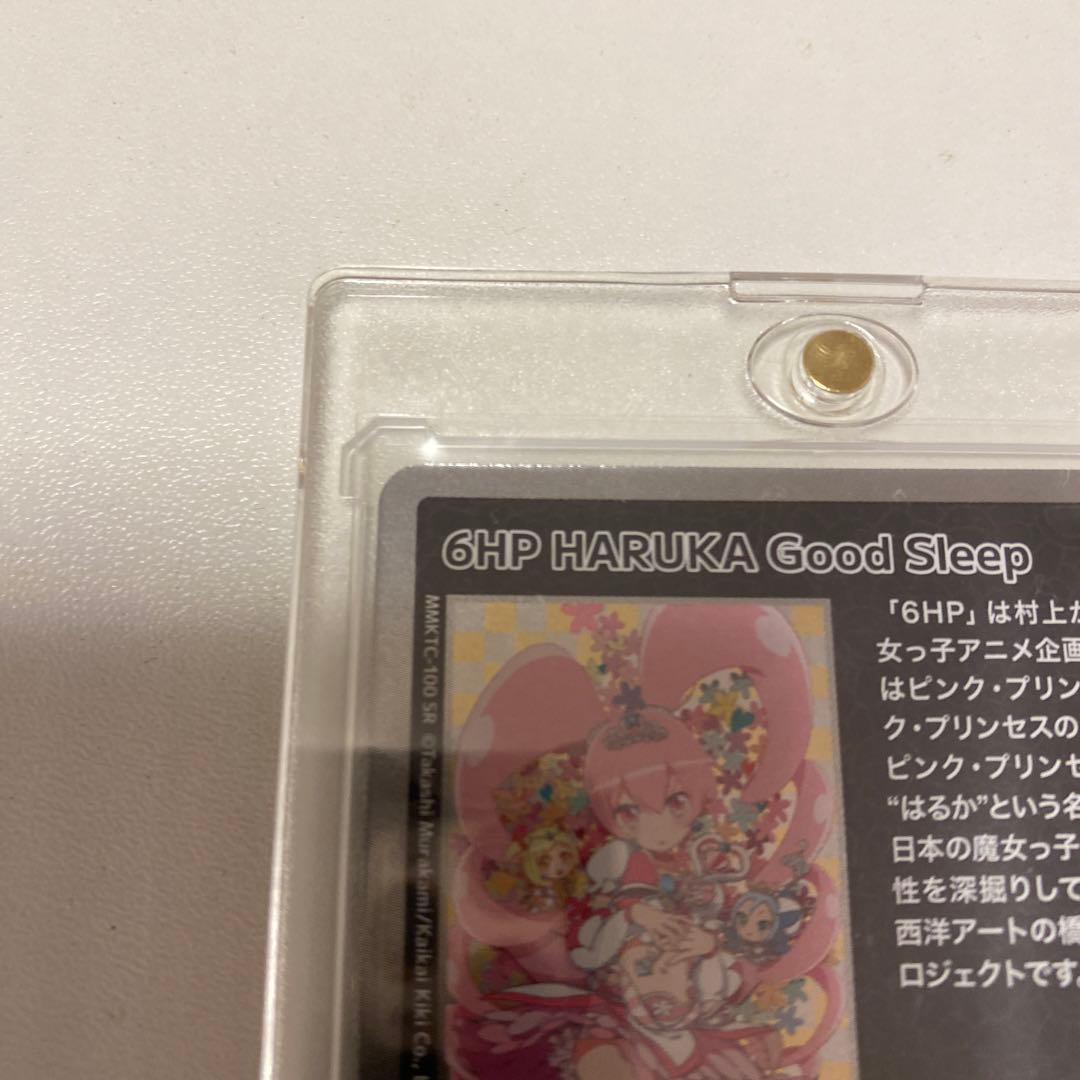 6HP HARUKA Good Sleep
MMKTC-100 SR ©Takashi Murakami/Kaikai Kiki Co.,
「6HP」は村上
女っ子アニメ企画
はピンク・プリン
ク・プリンセスの
ピンク・プリンセ
“はるか”という名
日本の魔女っ子
性を深掘りして
西洋アートの橋
ロジェクトです。